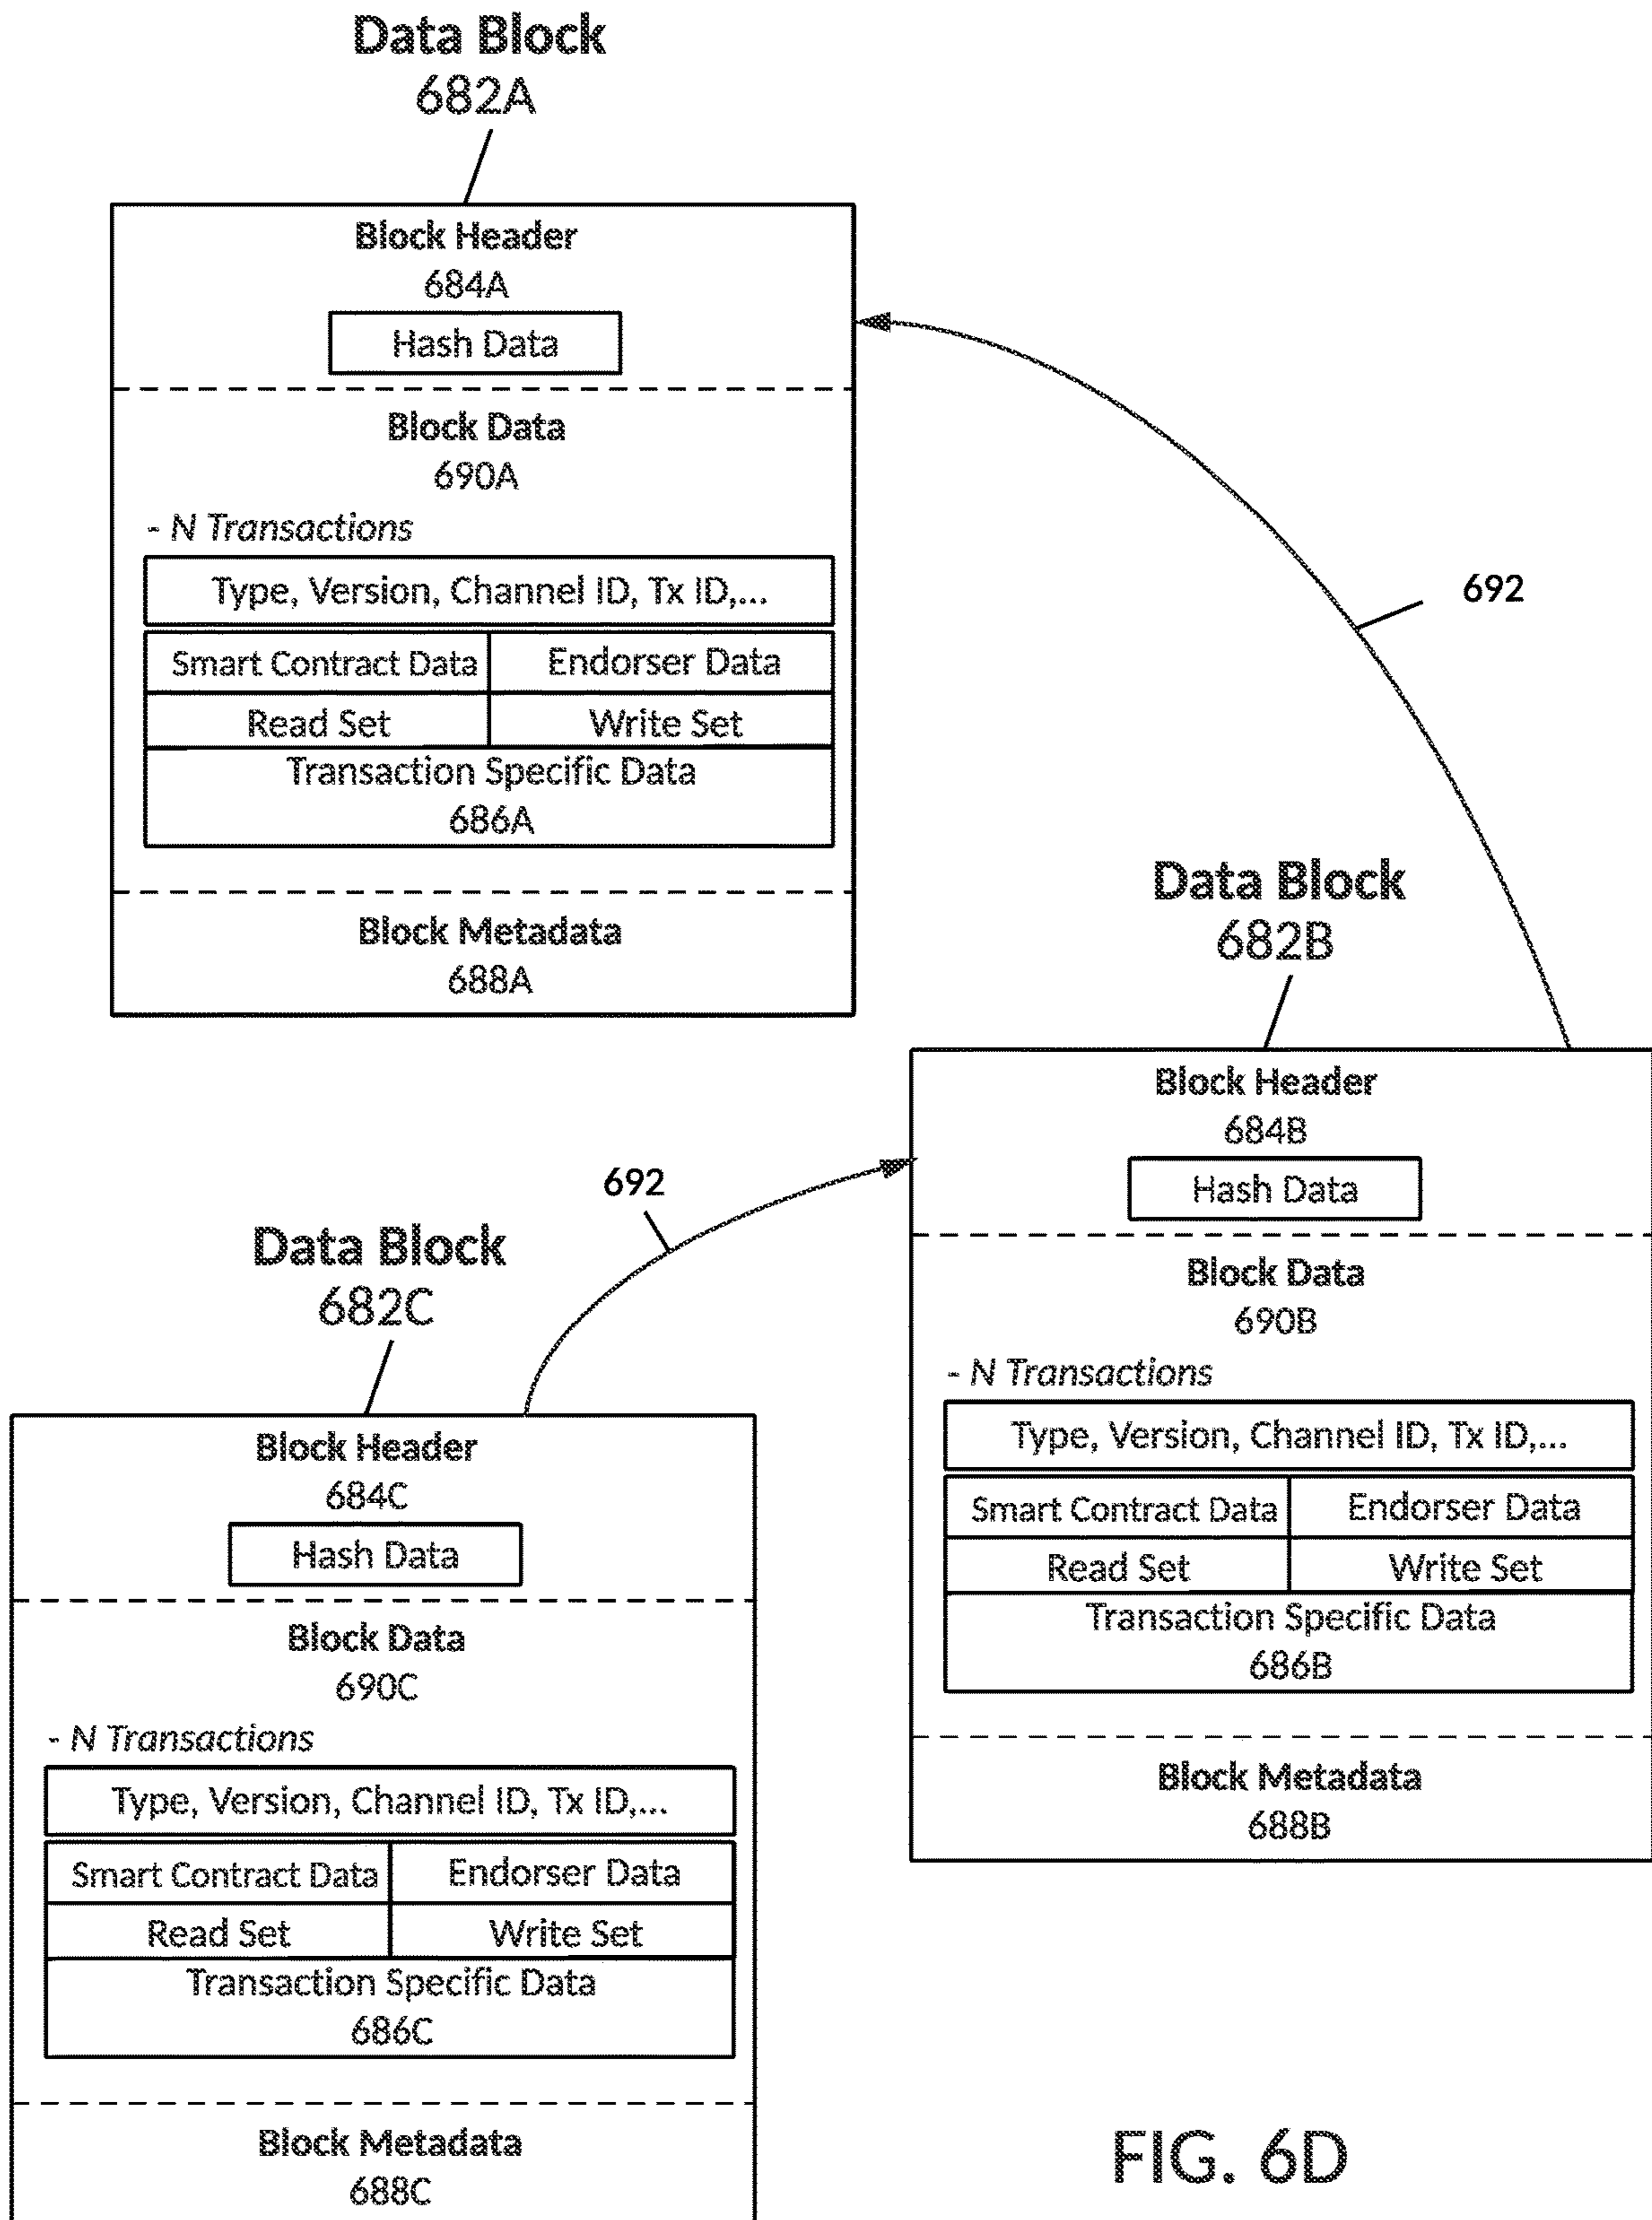 Data Block
682A
Block Header
684A
Hash Data
Block Data
690A
- N Transactions
Type, Version, Channel ID, Tx ID,...
Smart Contract Data
Endorser Data
Read Set
Write Set
Transaction Specific Data
686A
Block Metadata
688A
692
Data Block
682B
Block Header
684B
Hash Data
Block Data
690B
- N Transactions
Type, Version, Channel ID, Tx ID,...
Smart Contract Data
Endorser Data
Read Set
Write Set
Transaction Specific Data
686B
Block Metadata
688B
692
Data Block
682C
Block Header
684C
Hash Data
Block Data
690C
- N Transactions
Type, Version, Channel ID, Tx ID,...
Smart Contract Data
Endorser Data
Read Set
Write Set
Transaction Specific Data
686C
Block Metadata
688C
FIG. 6D